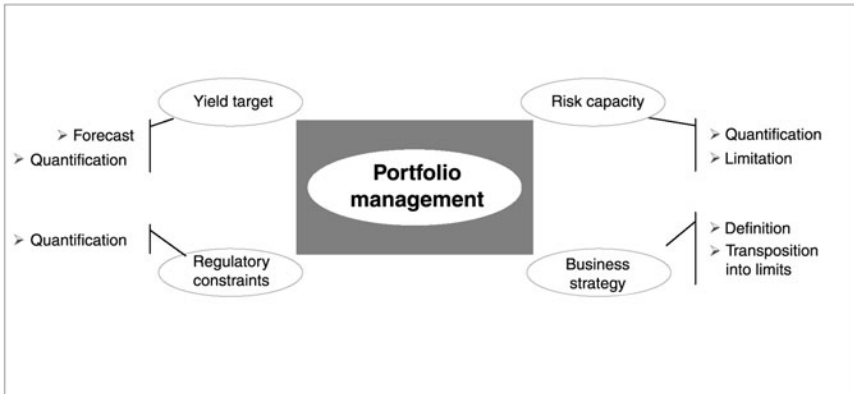 Yield target
Risk capacity
➢ Forecast
➢ Quantification
➢ Quantification
➢ Limitation
Portfolio
management
➢ Quantification
Regulatory
constraints
Business
strategy
➢ Definition
➢ Transposition
into limits